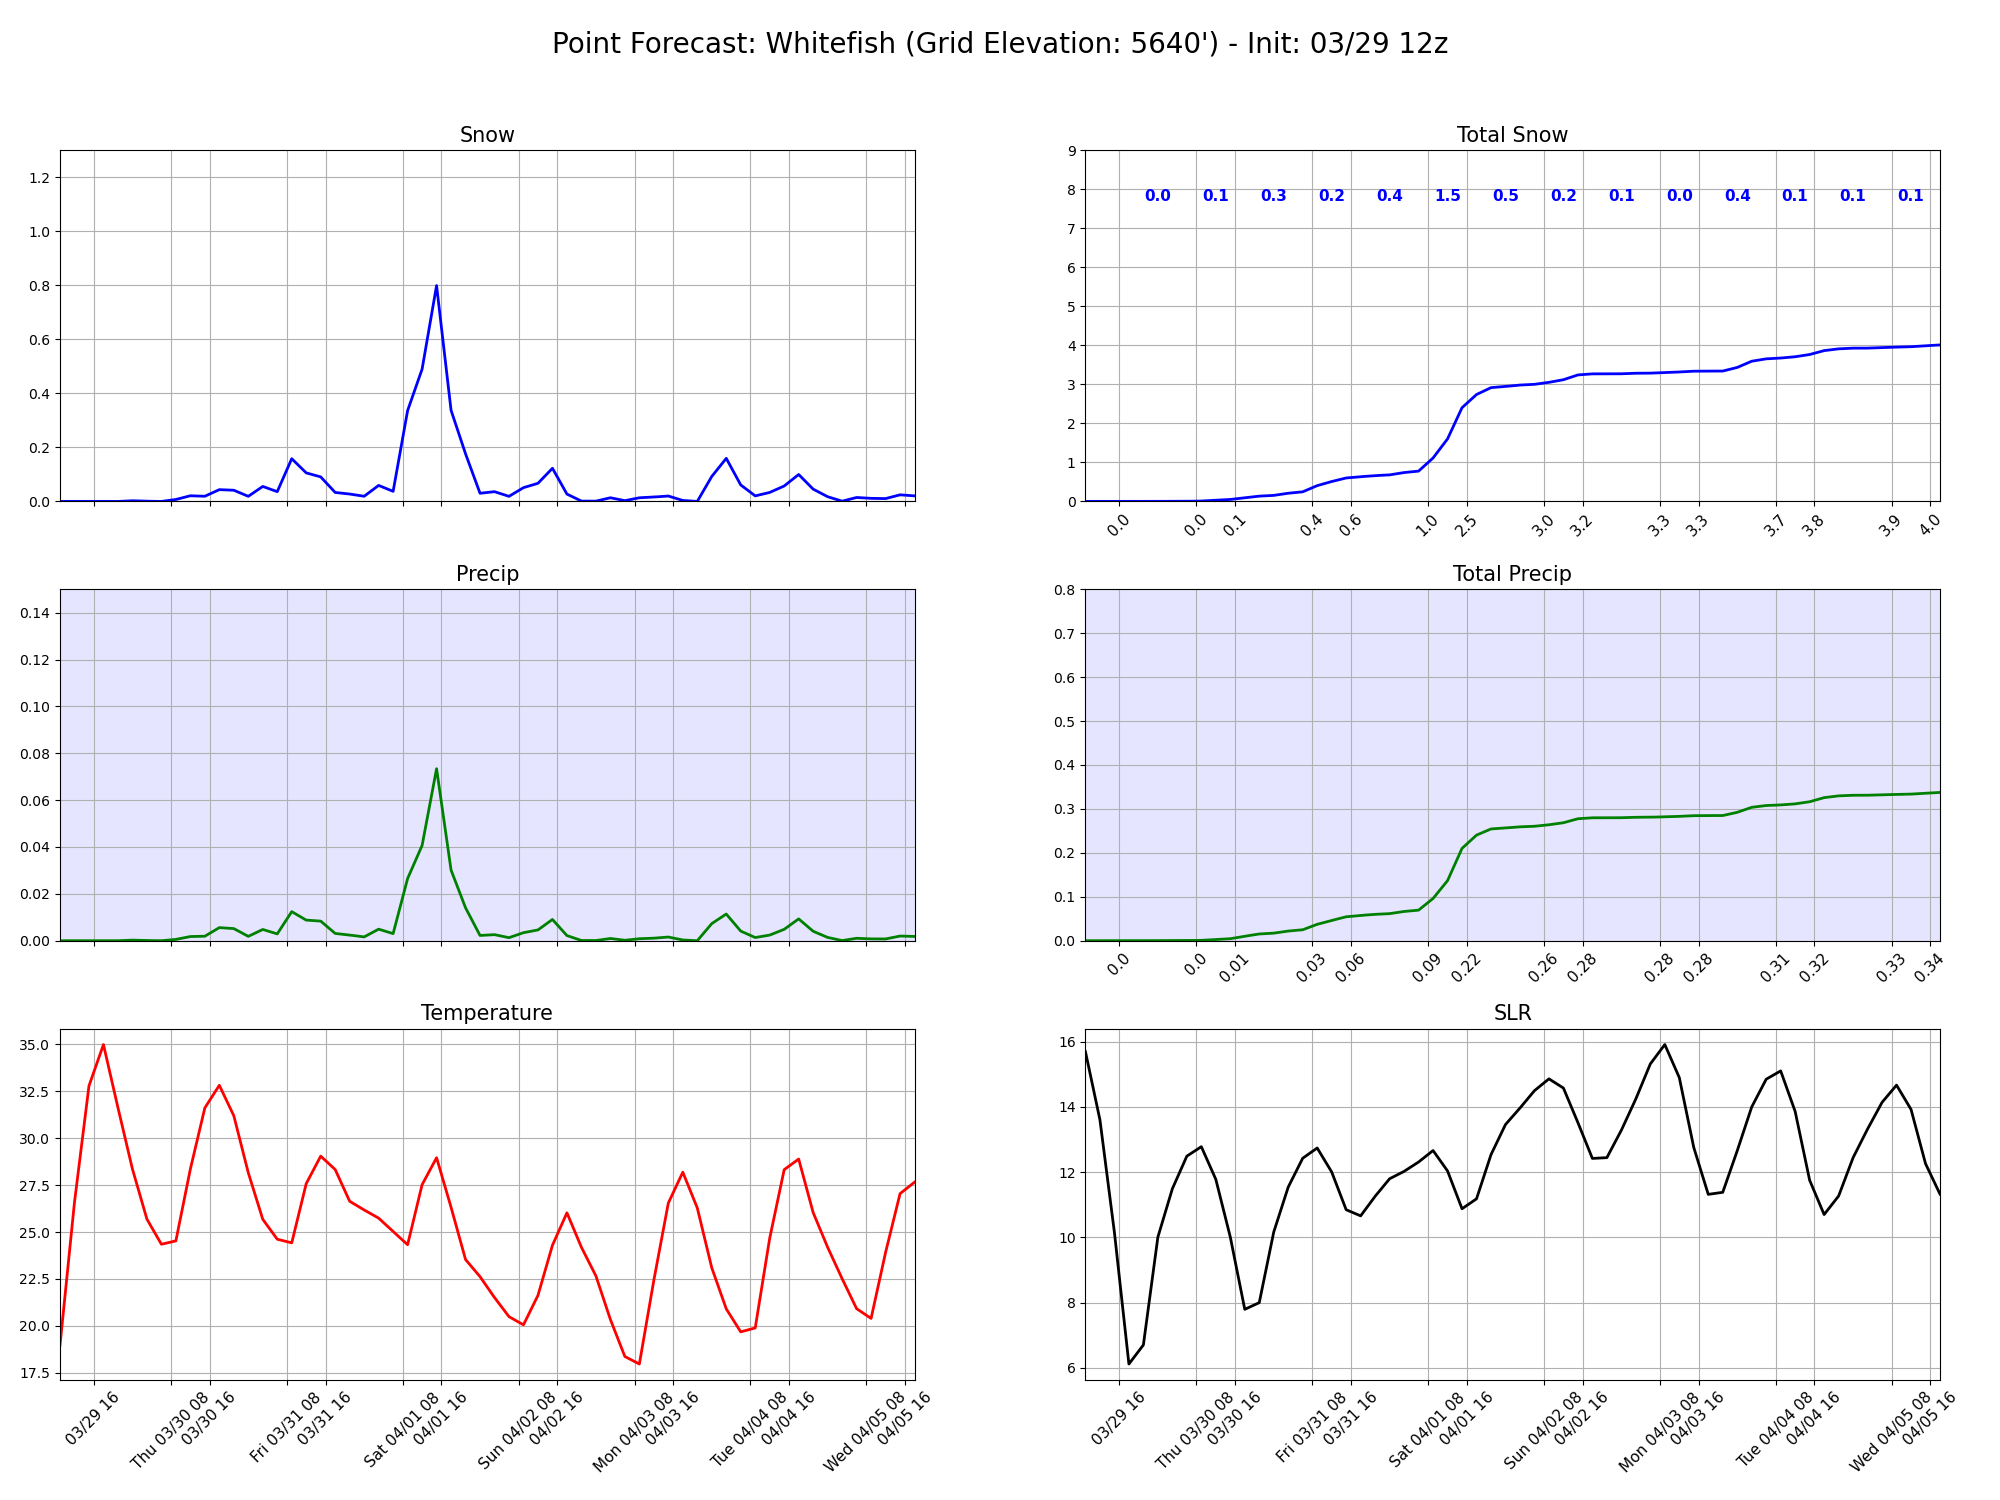 Point Forecast: Whitefish (Grid Elevation: 5640') - Init: 03/29 12z
Snow
1.2
1.0
0.8
0.6
0.4
0.2
0.0
Total Snow
9
8
7
6
5
4
3
2
1
0
0.0 0.1 0.3 0.2 0.4 1.5 0.5 0.2 0.1 0.0 0.4 0.1 0.1 0.1
0.0 0.0 0.1 0.4 0.6 1.0 2.5 3.0 3.2 3.3 3.3 3.7 3.8 3.9 4.0
Precip
0.14
0.12
0.10
0.08
0.06
0.04
0.02
0.00
Total Precip
0.8
0.7
0.6
0.5
0.4
0.3
0.2
0.1
0.0
0.0 0.0 0.01 0.03 0.06 0.09 0.22 0.26 0.28 0.28 0.28 0.31 0.32 0.33 0.34
Temperature
35.0
32.5
30.0
27.5
25.0
22.5
20.0
17.5
03/29 16
Thu 03/30 08
03/30 16
Fri 03/31 08
03/31 16
Sat 04/01 08
04/01 16
Sun 04/02 08
04/02 16
Mon 04/03 08
04/03 16
Tue 04/04 08
04/04 16
Wed 04/05 08
04/05 16
SLR
16
14
12
10
8
6
03/29 16
Thu 03/30 08
03/30 16
Fri 03/31 08
03/31 16
Sat 04/01 08
04/01 16
Sun 04/02 08
04/02 16
Mon 04/03 08
04/03 16
Tue 04/04 08
04/04 16
Wed 04/05 08
04/05 16